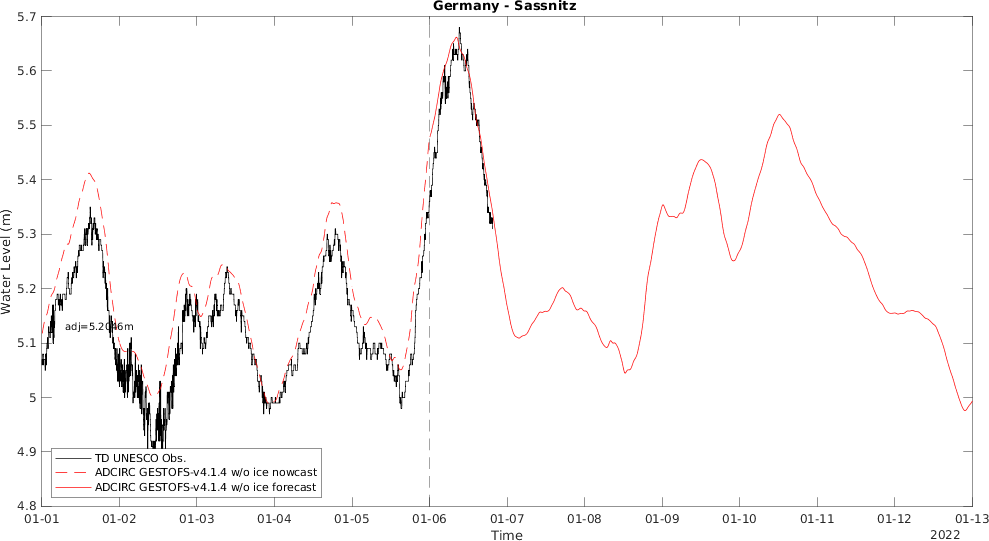 Germany - Sassnitz
5.7
5.6
5.5
5.4
5.3
5.2
5.1
5
4.9
4.8
Water Level (m)
adj=5.2046m
TD UNESCO Obs.
ADCIRC GESTOFS-v4.1.4 w/o ice nowcast
ADCIRC GESTOFS-v4.1.4 w/o ice forecast
01-01 01-02 01-03 01-04 01-05 01-06 01-07 01-08 01-09 01-10 01-11 01-12 01-13
Time
2022